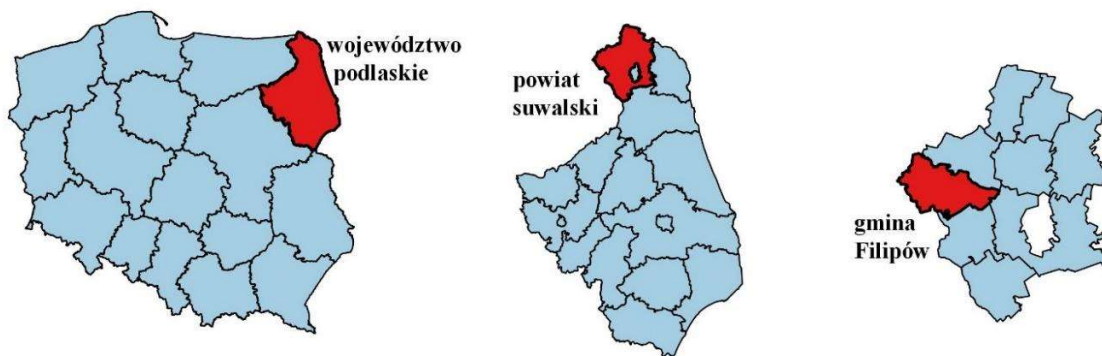 województwo
podlaskie
powiat
suwalski
gmina
Filipów